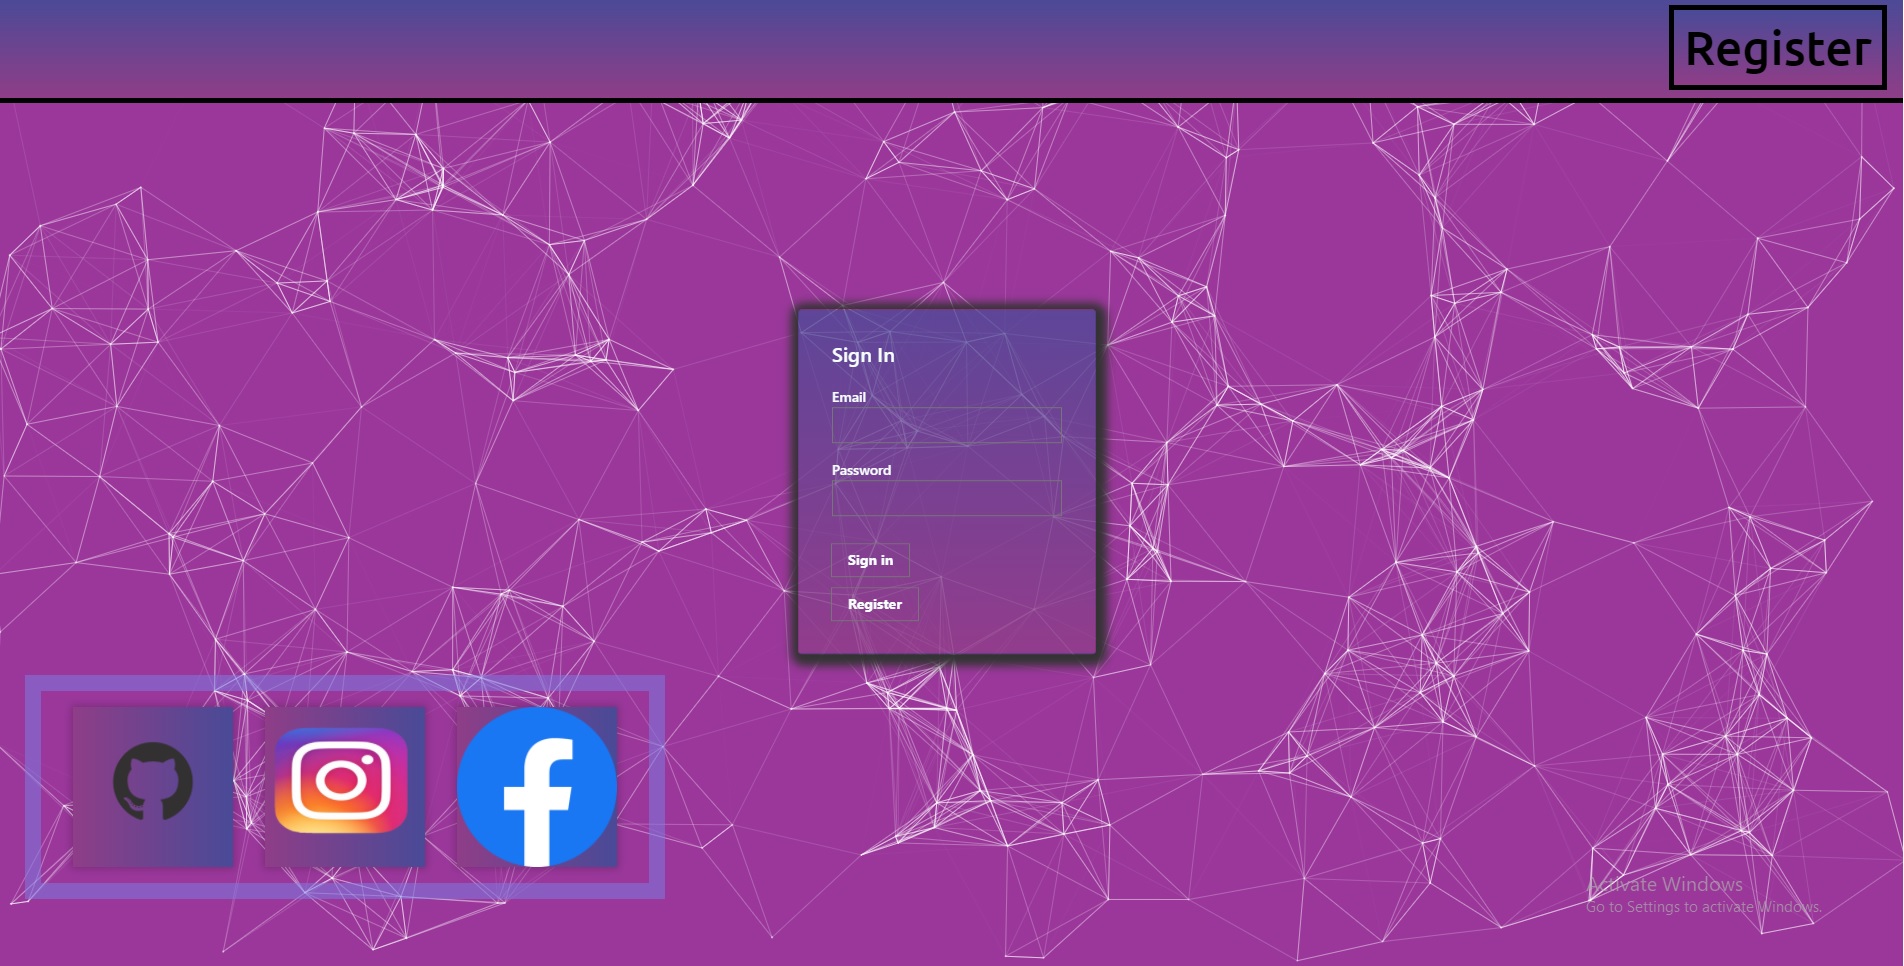 Register
Sign In
Email
Password
Sign in
Register
Activate Windows
Go to Settings to activate Windows.